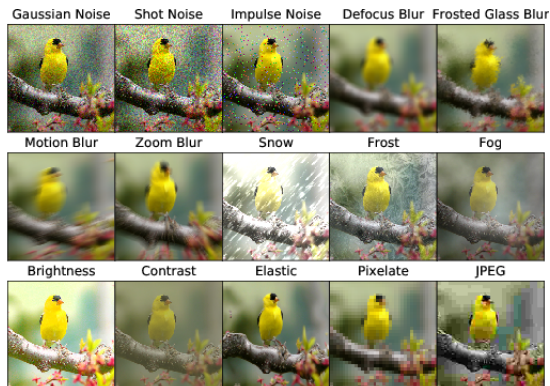 Gaussian Noise Shot Noise Impulse Noise Defocus Blur Frosted Glass Blur
Motion Blur Zoom Blur Snow Frost Fog
Brightness Contrast Elastic Pixelate JPEG